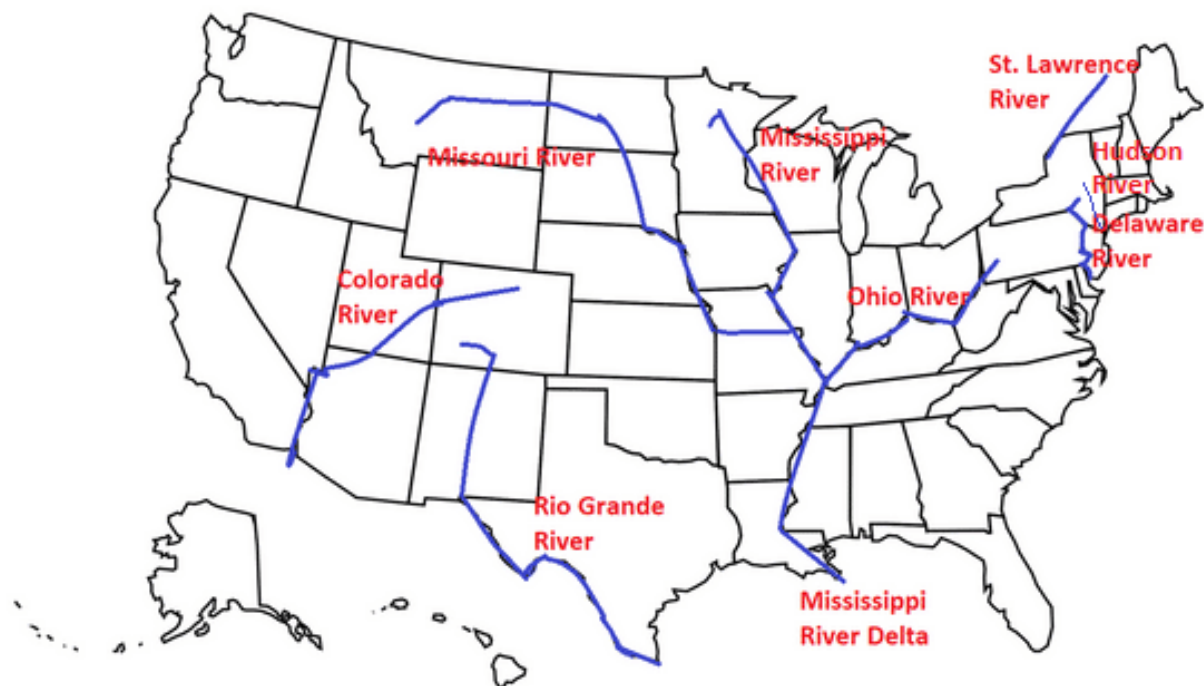 St. Lawrence
River
Missouri River
Mississippi
River
Hudson
River
Delaware
River
Colorado
River
Ohio River
Rio Grande
River
Mississippi
River Delta